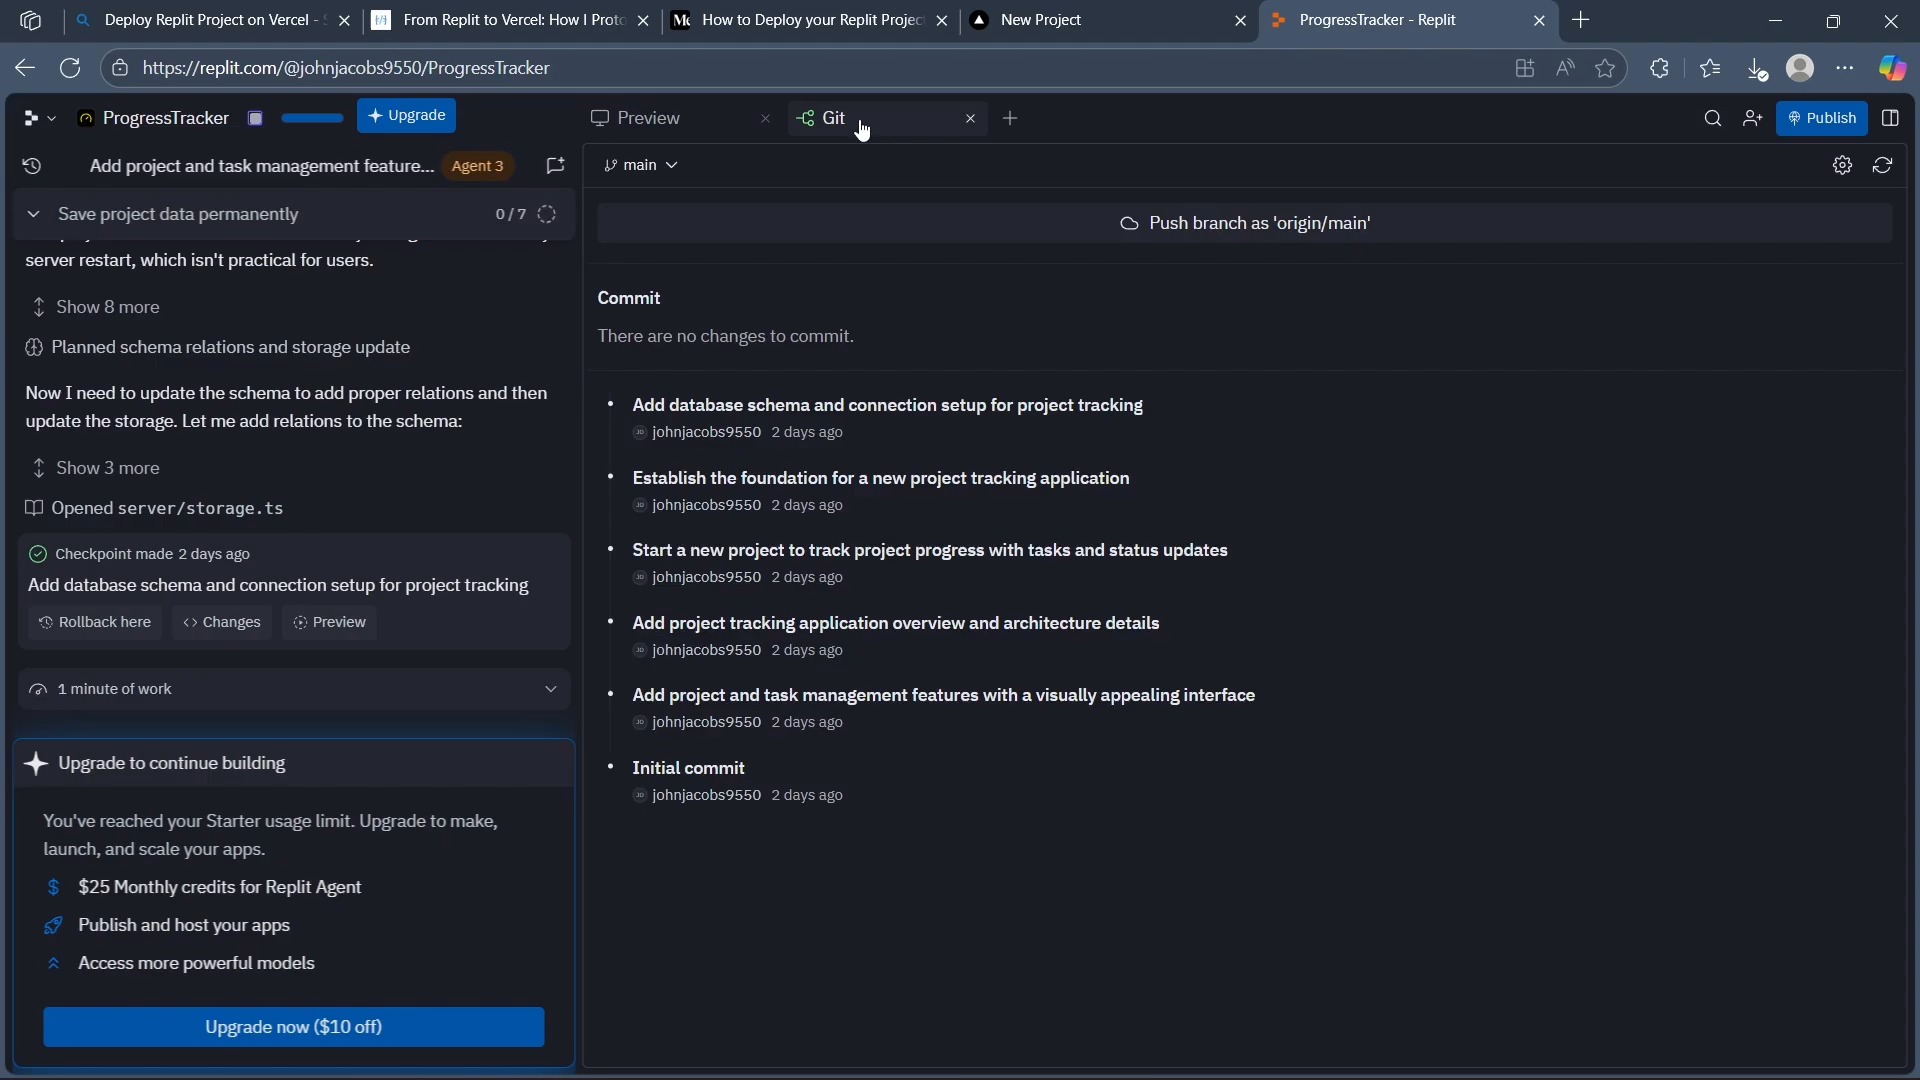 Deploy Replit Project on Vercel -
From Replit to Vercel: How I Proto
How to Deploy your Replit Projec
New Project
ProgressTracker - Replit
https://replit.com/@johnjacobs9550/ProgressTracker
ProgressTracker
Upgrade
Preview
Git
Publish
Add project and task management feature...
Agent 3
main
Save project data permanently
0/7
Push branch as 'origin/main'
server restart, which isn't practical for users.
Show 8 more
Planned schema relations and storage update
Now I need to update the schema to add proper relations and then
update the storage. Let me add relations to the schema:
Show 3 more
Opened server/storage.ts
Checkpoint made 2 days ago
Add database schema and connection setup for project tracking
Rollback here
Changes
Preview
1 minute of work
Upgrade to continue building
You've reached your Starter usage limit. Upgrade to make,
launch, and scale your apps.
$25 Monthly credits for Replit Agent
Publish and host your apps
Access more powerful models
Upgrade now ($10 off)
Commit
There are no changes to commit.
Add database schema and connection setup for project tracking
JO johnjacobs9550 2 days ago
Establish the foundation for a new project tracking application
JO johnjacobs9550 2 days ago
Start a new project to track project progress with tasks and status updates
JO johnjacobs9550 2 days ago
Add project tracking application overview and architecture details
JO johnjacobs9550 2 days ago
Add project and task management features with a visually appealing interface
JO johnjacobs9550 2 days ago
Initial commit
JO johnjacobs9550 2 days ago